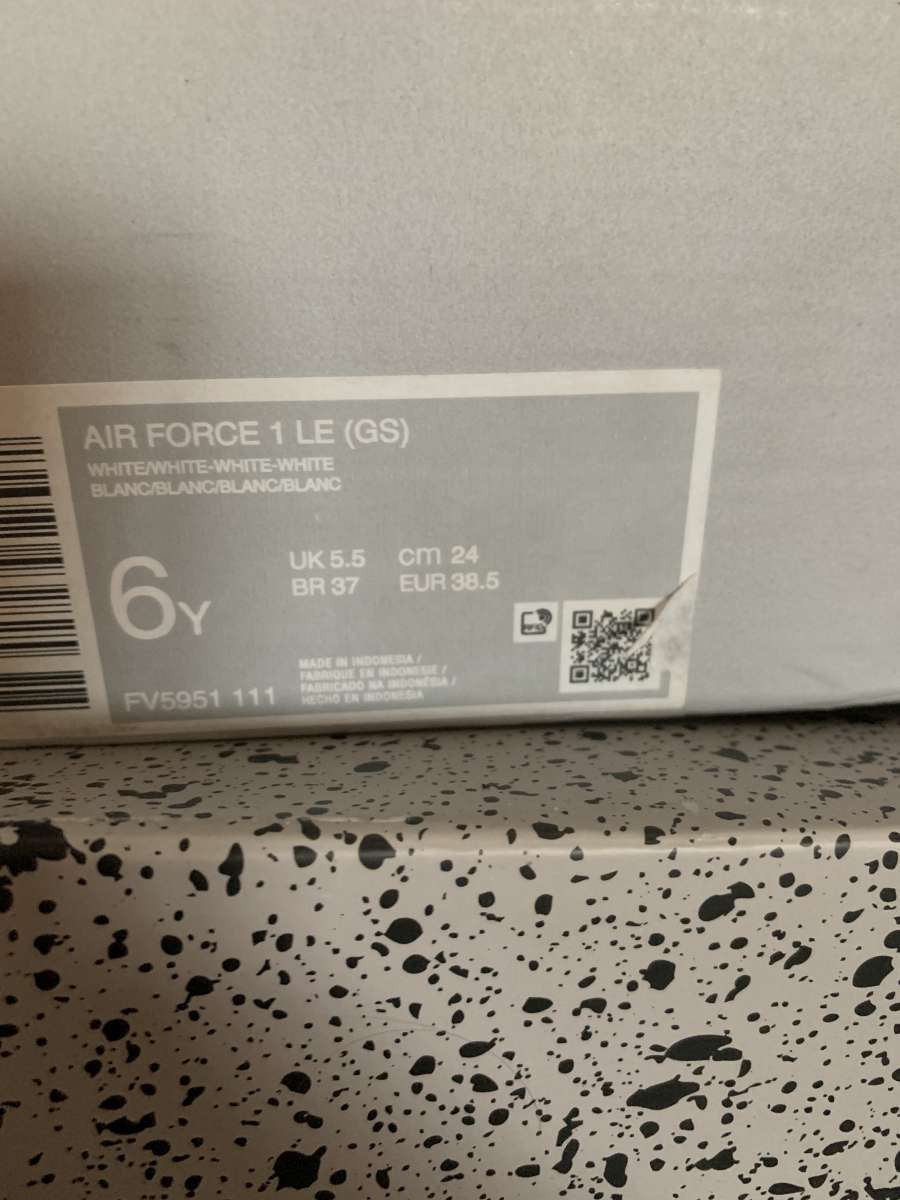 AIR FORCE 1 LE (GS)
WHITE/WHITE-WHITE-WHITE
BLANC/BLANC/BLANC/BLANC
6Y
UK 5.5 cm 24
BR 37 EUR 38.5
MADE IN INDONESIA /
FABRIQUE EN INDONESIE /
FABRICADO NA INDONÉSIA /
HECHO EN INDONESIA
FV5951 111
RFID